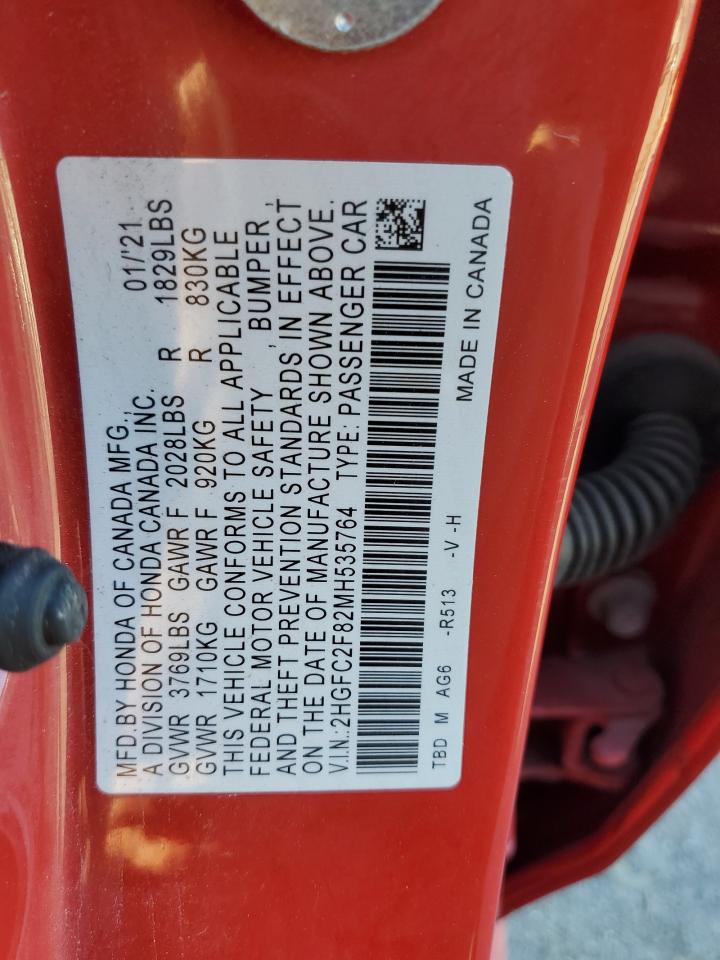 MFD.BY HONDA OF CANADA MFG., 01/'21
A DIVISION OF HONDA CANADA INC.
GVWR 3769LBS GAWR F 2028LBS R 1829LBS
GVWR 1710KG GAWR F 920KG R 830KG
THIS VEHICLE CONFORMS TO ALL APPLICABLE
FEDERAL MOTOR VEHICLE SAFETY , BUMPER ,
AND THEFT PREVENTION STANDARDS IN EFFECT
ON THE DATE OF MANUFACTURE SHOWN ABOVE.
V.I.N.:2HGFC2F82MH535764 TYPE: PASSENGER CAR
TBD M AG6 -R513 -V -H
MADE IN CANADA